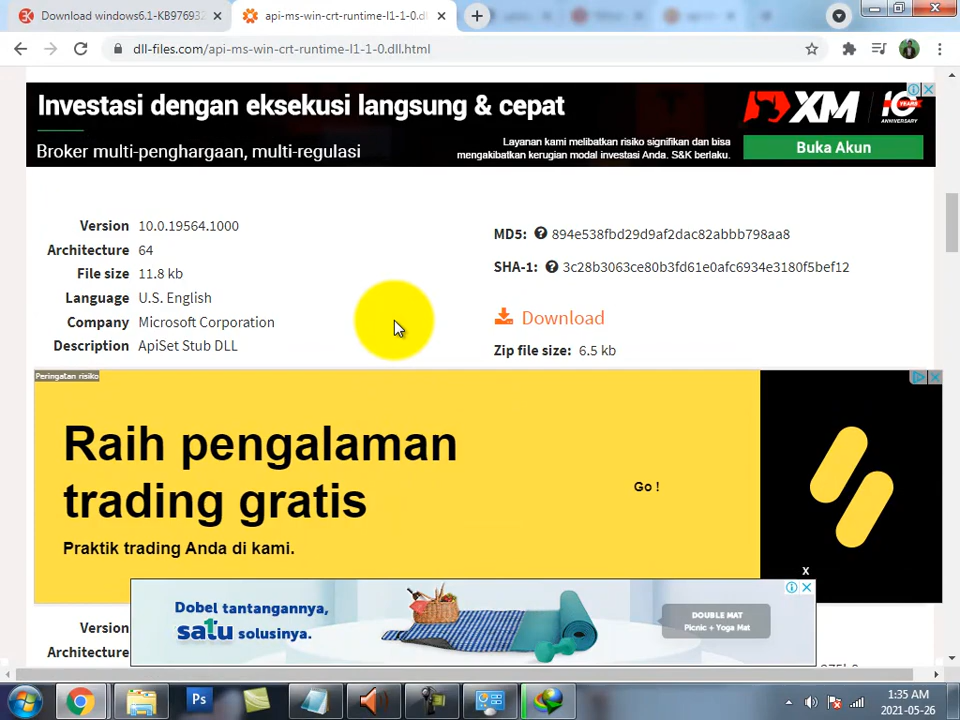 Download windows6.1-KB97693
api-ms-win-crt-runtime-l1-1-0.dl
dll-files.com/api-ms-win-crt-runtime-l1-1-0.dll.html
Investasi dengan eksekusi langsung & cepat
Broker multi-penghargaan, multi-regulasi
Layanan kami melibatkan risiko signifikan dan bisa
mengakibatkan kerugian modal investasi Anda. S&K berlaku.
XM
10
YEARS
ANNIVERSARY
Buka Akun
Version 10.0.19564.1000
Architecture 64
File size 11.8 kb
Language U.S. English
Company Microsoft Corporation
Description ApiSet Stub DLL
MD5: 894e538fbd29d9af2dac82abbb798aa8
SHA-1: 3c28b3063ce80b3fd61e0afc6934e3180f5bef12
Download
Zip file size: 6.5 kb
Peringatan risiko
Raih pengalaman
trading gratis
Praktik trading Anda di kami.
Go !
X
Dobel tantangannya,
satu solusinya.
DOUBLE MAT
Picnic + Yoga Mat
Version
Architecture
Ps
1:35 AM
2021-05-26